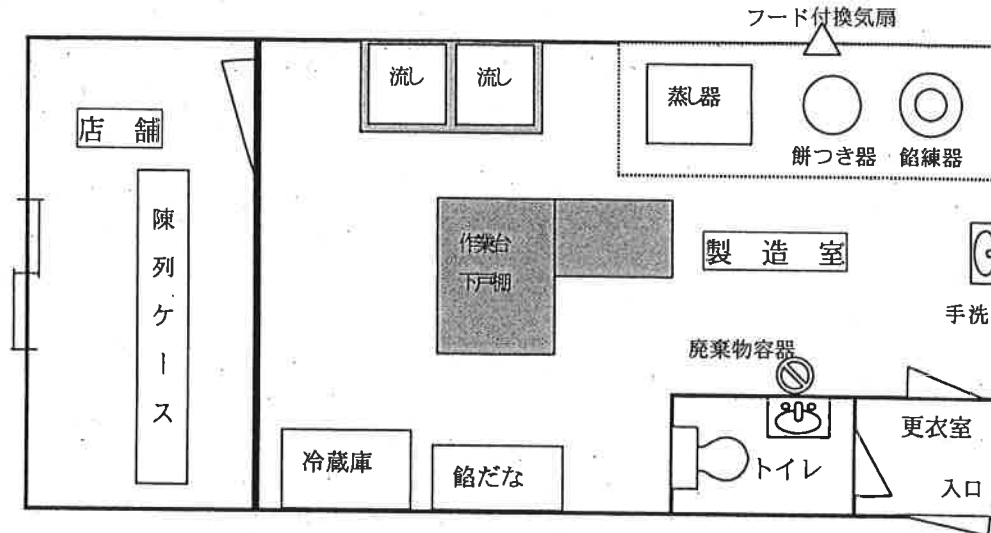 フード付換気扇
流し
流し
蒸し器
餅つき器
餡練器
店舗
陳列ケース
作業台
下戸棚
製造室
手洗
廃棄物容器
冷蔵庫
餡だな
トイレ
更衣室
入口